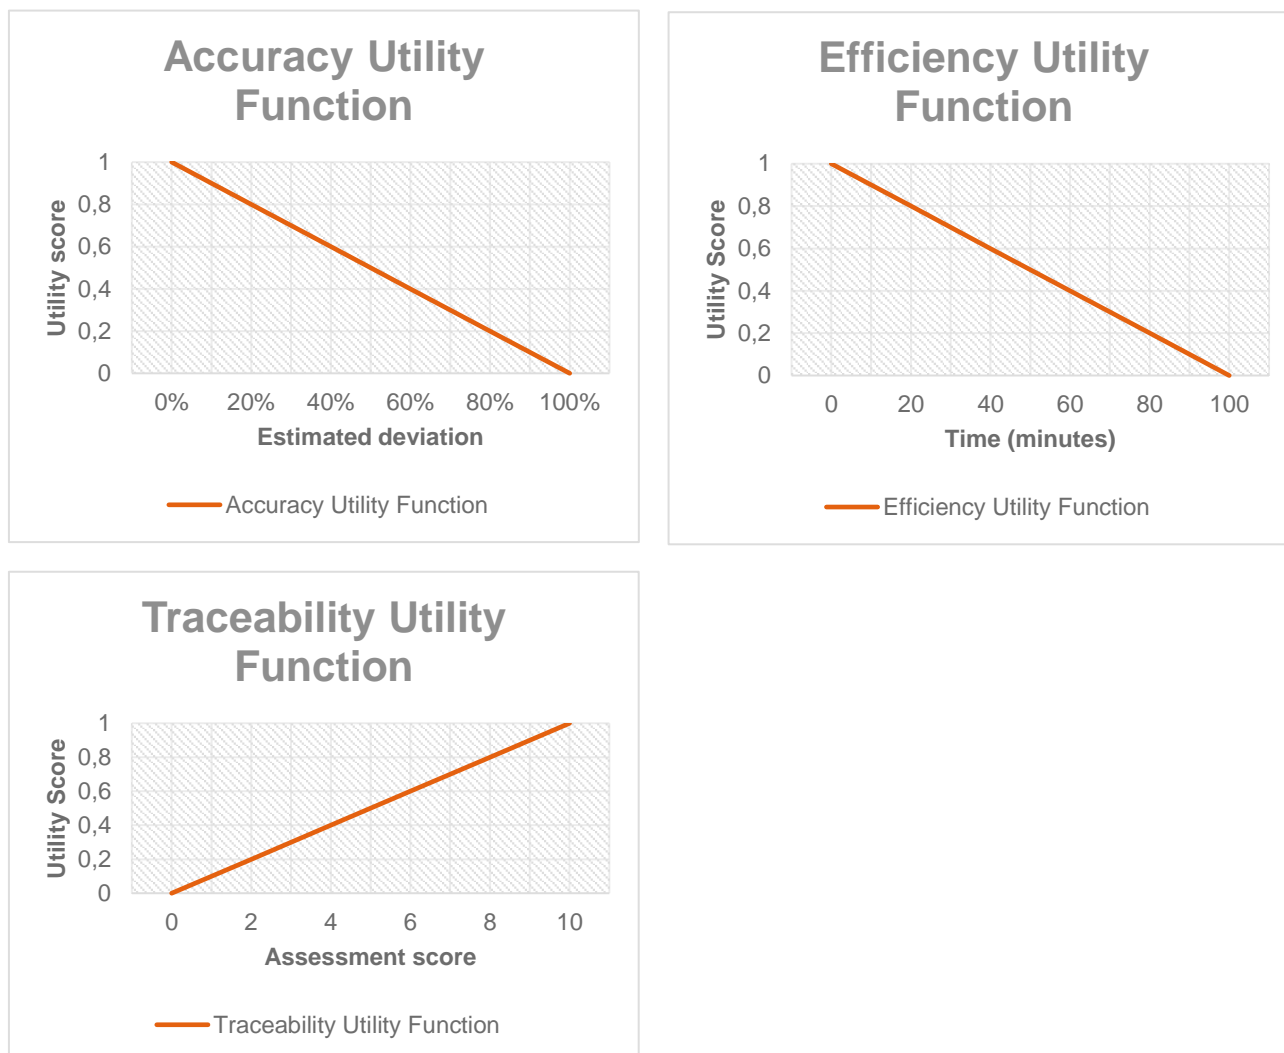 Accuracy Utility
Function
1
0,8
0,6
0,4
0,2
0
Utility score
0%
20%
40%
60%
80%
100%
Estimated deviation
Accuracy Utility Function
Efficiency Utility
Function
1
0,8
0,6
0,4
0,2
0
Utility Score
0
20
40
60
80
100
Time (minutes)
Efficiency Utility Function
Traceability Utility
Function
1
0,8
0,6
0,4
0,2
0
Utility Score
0
2
4
6
8
10
Assessment score
Traceability Utility Function